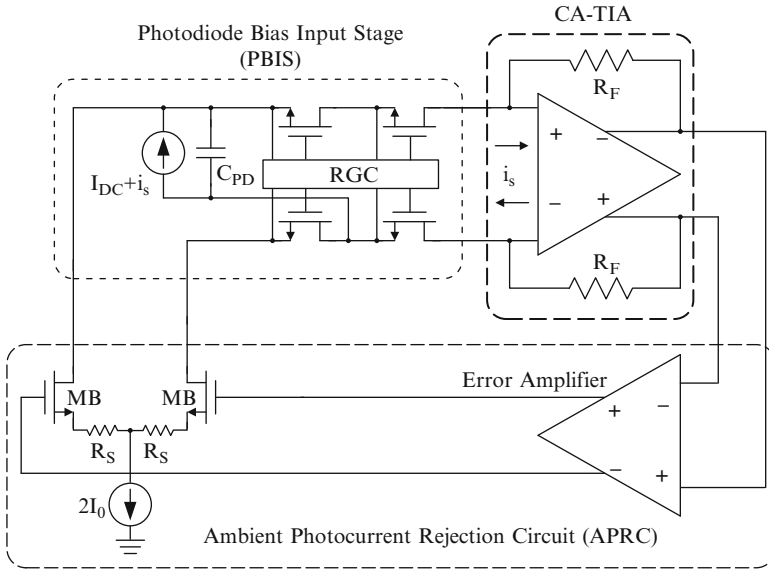 CA-TIA
Photodiode Bias Input Stage
(PBIS)
R_F
+ −
I_DC+i_s
C_PD
RGC
i_s
− +
R_F
MB MB
Error Amplifier
+ −
R_S R_S
− +
2I_0
Ambient Photocurrent Rejection Circuit (APRC)